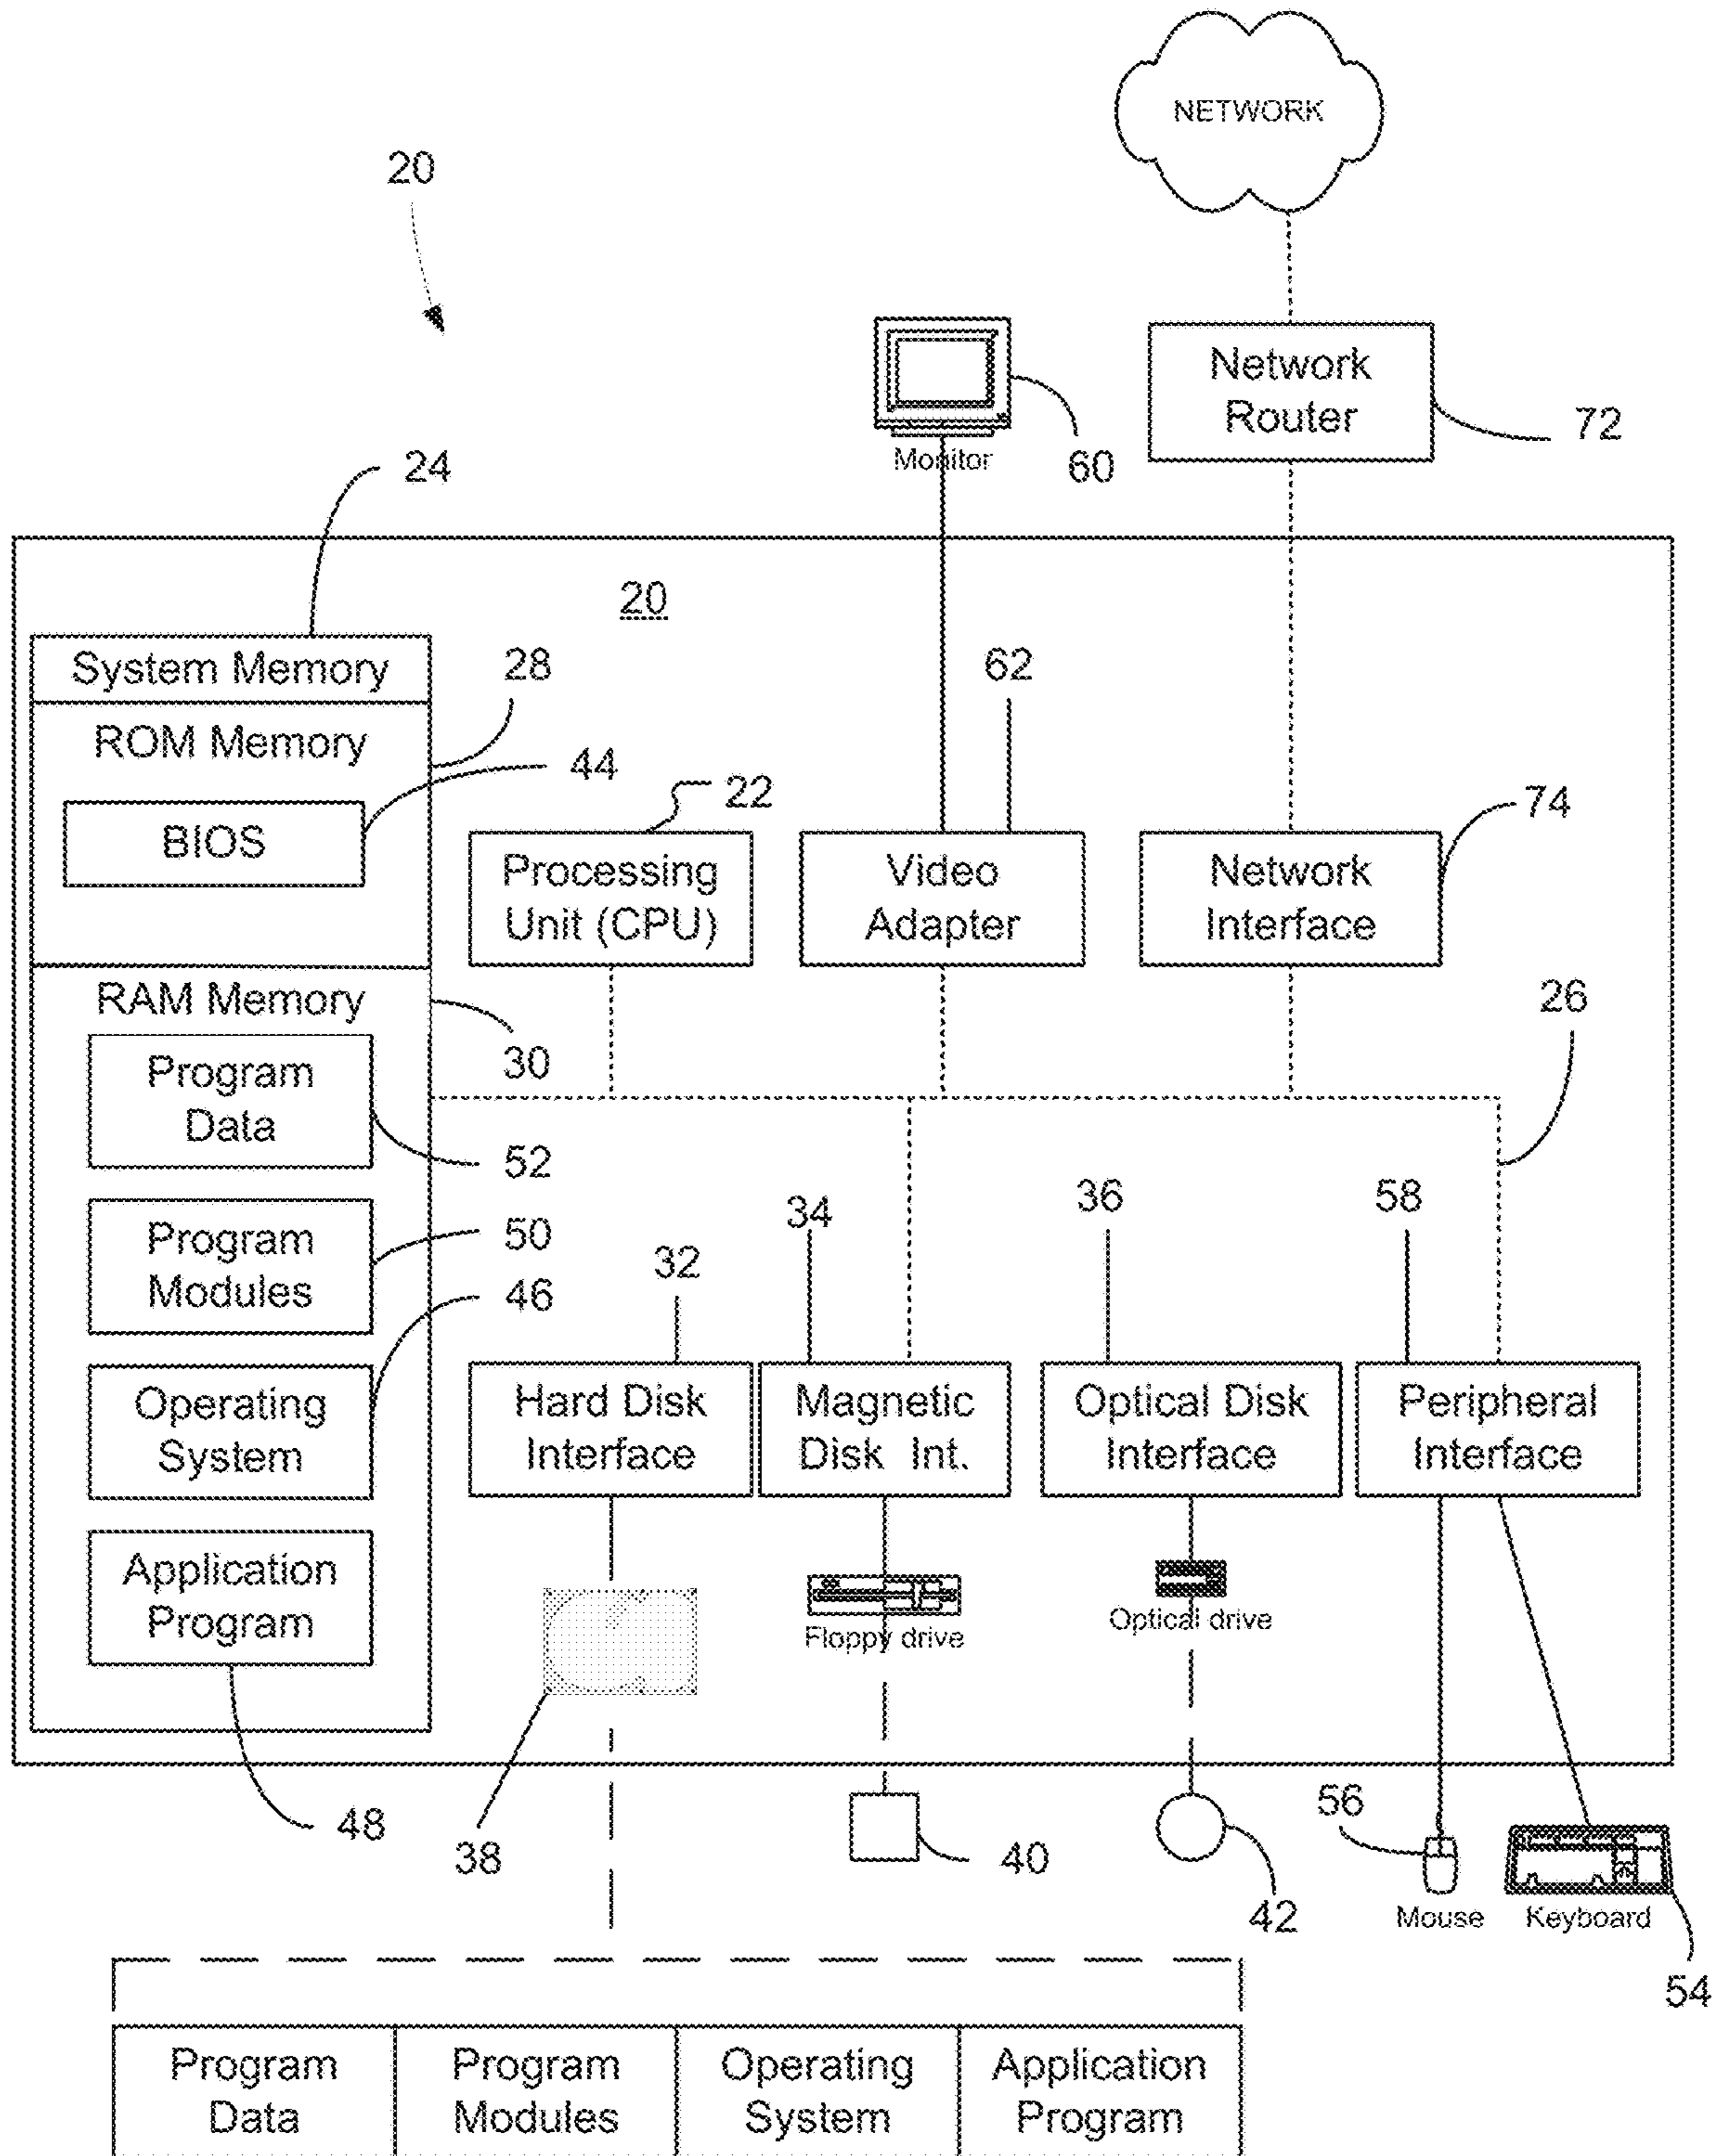 NETWORK
20
Network
Router
72
Monitor
60
24
20
System Memory
28
62
ROM Memory
44
BIOS
22
74
Processing
Unit (CPU)
Video
Adapter
Network
Interface
RAM Memory
30
26
Program
Data
52
Program
Modules
50
46
34
36
58
32
Operating
System
Hard Disk
Interface
Magnetic
Disk Int.
Optical Disk
Interface
Peripheral
Interface
Application
Program
Floppy drive
Optical drive
48
38
40
42
56
Mouse
Keyboard
54
Program
Data
Program
Modules
Operating
System
Application
Program